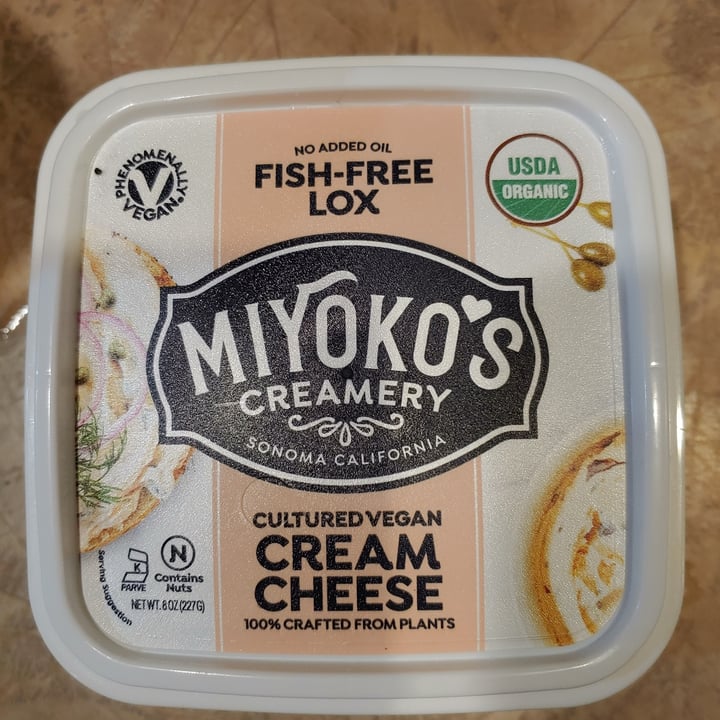 NO ADDED OIL
FISH-FREE
LOX
PHENOMENALLY
V
VEGAN
USDA
ORGANIC
MIYOKO'S
CREAMERY
SONOMA CALIFORNIA
CULTURED VEGAN
CREAM
CHEESE
100% CRAFTED FROM PLANTS
K
PARVE
N
Contains
Nuts
NET WT. 8 OZ (227G)
Serving Suggestion